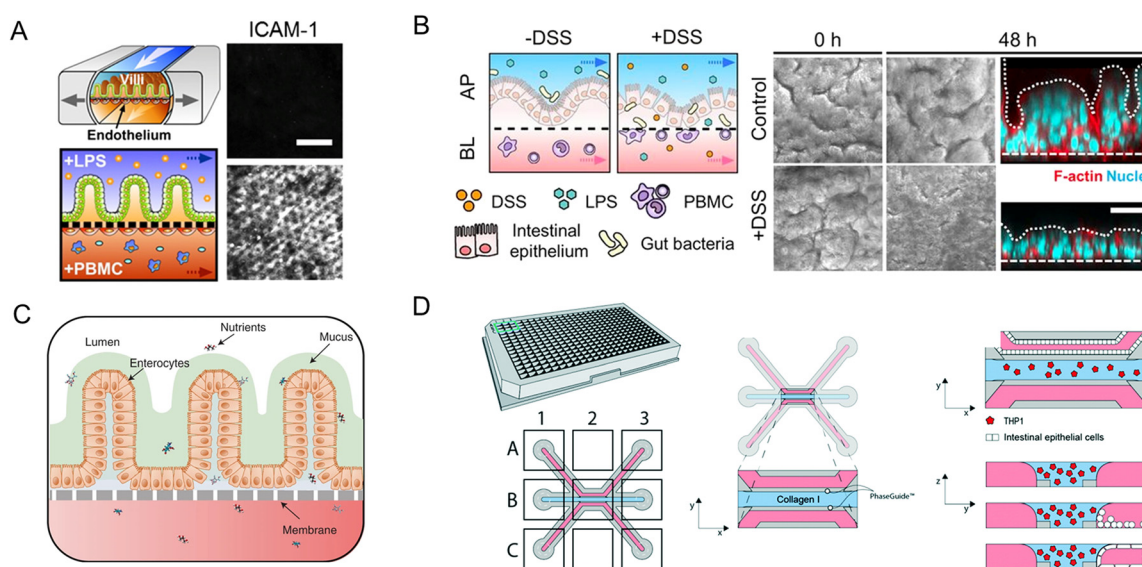 A
ICAM-1
Villi
Endothelium
+LPS
+PBMC
B
-DSS
+DSS
AP
BL
DSS
LPS
PBMC
Intestinal
epithelium
Gut bacteria
0 h
48 h
Control
+DSS
F-actin Nucle
C
Lumen
Nutrients
Mucus
Enterocytes
Membrane
D
1
2
3
A
B
C
y
x
Collagen I
PhaseGuide™
y
x
THP1
Intestinal epithelial cells
z
y